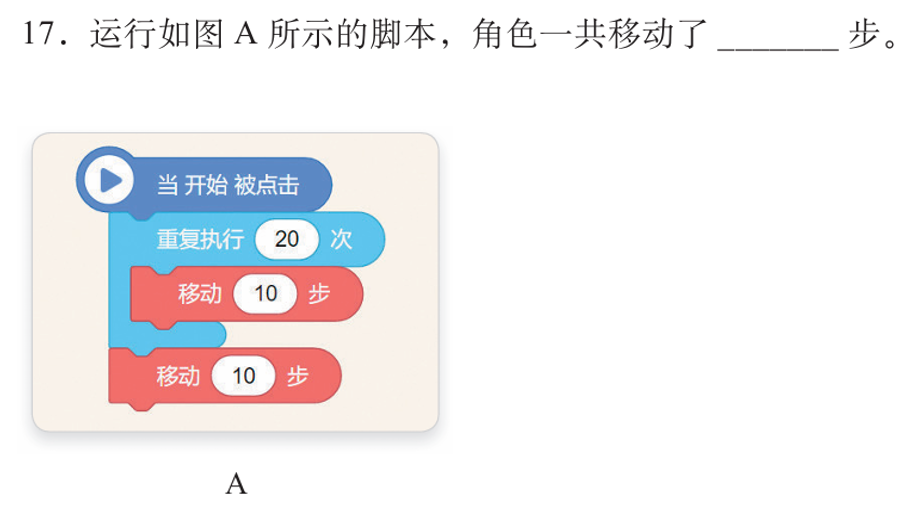 17．运行如图 A 所示的脚本，角色一共移动了 _______ 步。
当 开始 被点击
重复执行 20 次
移动 10 步
移动 10 步
A